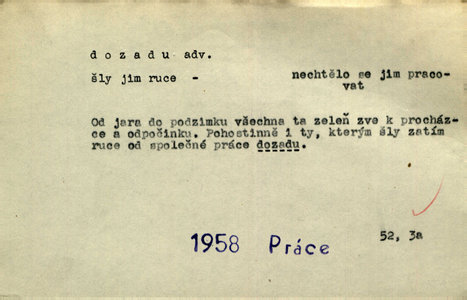 dozadu adv.
šly jim ruce - nechtělo se jim praco-
vat
Od jara do podzimku všechna ta zeleň zve k procház-
ce a odpočinku. Pohostinně i ty, kterým šly zatím
ruce od společné práce dozadu.
52, 3a
1958 Práce